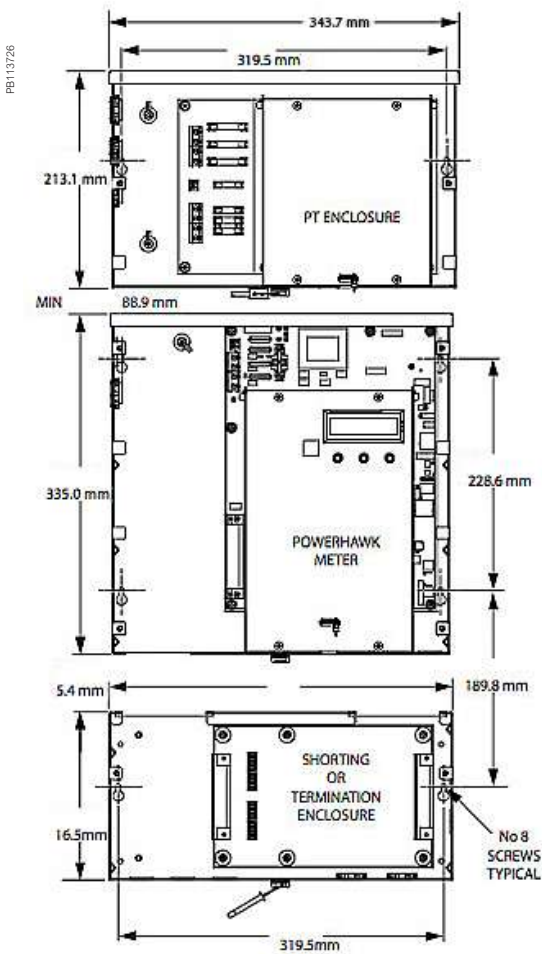 PB113726
343.7 mm
319.5 mm
213.1 mm
PT ENCLOSURE
MIN 88.9 mm
335.0 mm
228.6 mm
POWERHAWK
METER
5.4 mm
189.8 mm
SHORTING
OR
TERMINATION
ENCLOSURE
16.5mm
No 8
SCREWS
TYPICAL
319.5mm